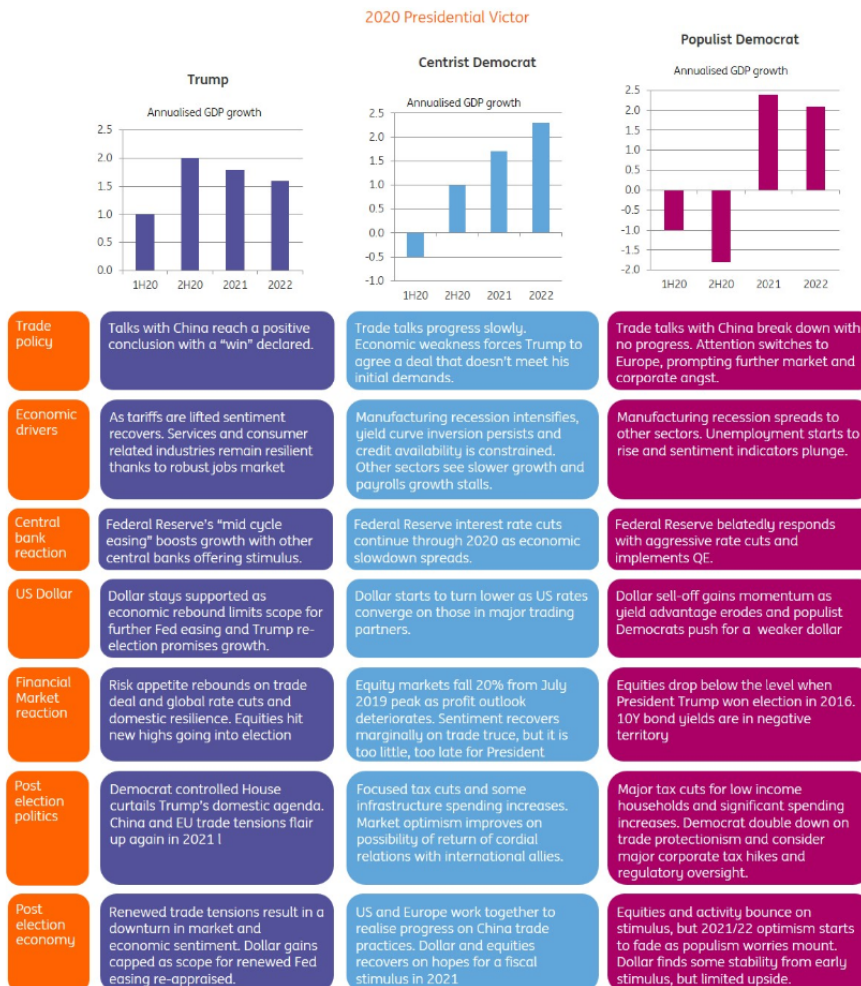 2020 Presidential Victor
Trump
Annualised GDP growth
2.5
2.0
1.5
1.0
0.5
0.0
1H20 2H20 2021 2022
Centrist Democrat
Annualised GDP growth
2.5
2.0
1.5
1.0
0.5
0.0
-0.5
-1.0
1H20 2H20 2021 2022
Populist Democrat
Annualised GDP growth
2.5
2.0
1.5
1.0
0.5
0.0
-0.5
-1.0
-1.5
-2.0
1H20 2H20 2021 2022
Trade
policy
Talks with China reach a positive
conclusion with a "win" declared.
Trade talks progress slowly.
Economic weakness forces Trump to
agree a deal that doesn't meet his
initial demands.
Trade talks with China break down with
no progress. Attention switches to
Europe, prompting further market and
corporate angst.
Economic
drivers
As tariffs are lifted sentiment
recovers. Services and consumer
related industries remain resilient
thanks to robust jobs market
Manufacturing recession intensifies,
yield curve inversion persists and
credit availability is constrained.
Other sectors see slower growth and
payrolls growth stalls.
Manufacturing recession spreads to
other sectors. Unemployment starts to
rise and sentiment indicators plunge.
Central
bank
reaction
Federal Reserve's "mid cycle
easing" boosts growth with other
central banks offering stimulus.
Federal Reserve interest rate cuts
continue through 2020 as economic
slowdown spreads.
Federal Reserve belatedly responds
with aggressive rate cuts and
implements QE.
US Dollar
Dollar stays supported as
economic rebound limits scope for
further Fed easing and Trump re-
election promises growth.
Dollar starts to turn lower as US rates
converge on those in major trading
partners.
Dollar sell-off gains momentum as
yield advantage erodes and populist
Democrats push for a weaker dollar
Financial
Market
reaction
Risk appetite rebounds on trade
deal and global rate cuts and
domestic resilience. Equities hit
new highs going into election
Equity markets fall 20% from July
2019 peak as profit outlook
deteriorates. Sentiment recovers
marginally on trade truce, but it is
too little, too late for President
Equities drop below the level when
President Trump won election in 2016.
10Y bond yields are in negative
territory
Post
election
politics
Democrat controlled House
curtails Trump's domestic agenda.
China and EU trade tensions flair
up again in 2021 l
Focused tax cuts and some
infrastructure spending increases.
Market optimism improves on
possibility of return of cordial
relations with international allies.
Major tax cuts for low income
households and significant spending
increases. Democrat double down on
trade protectionism and consider
major corporate tax hikes and
regulatory oversight.
Post
election
economy
Renewed trade tensions result in a
downturn in market and
economic sentiment. Dollar gains
capped as scope for renewed Fed
easing re-appraised.
US and Europe work together to
realise progress on China trade
practices. Dollar and equities
recovers on hopes for a fiscal
stimulus in 2021
Equities and activity bounce on
stimulus, but 2021/22 optimism starts
to fade as populism worries mount.
Dollar finds some stability from early
stimulus, but limited upside.